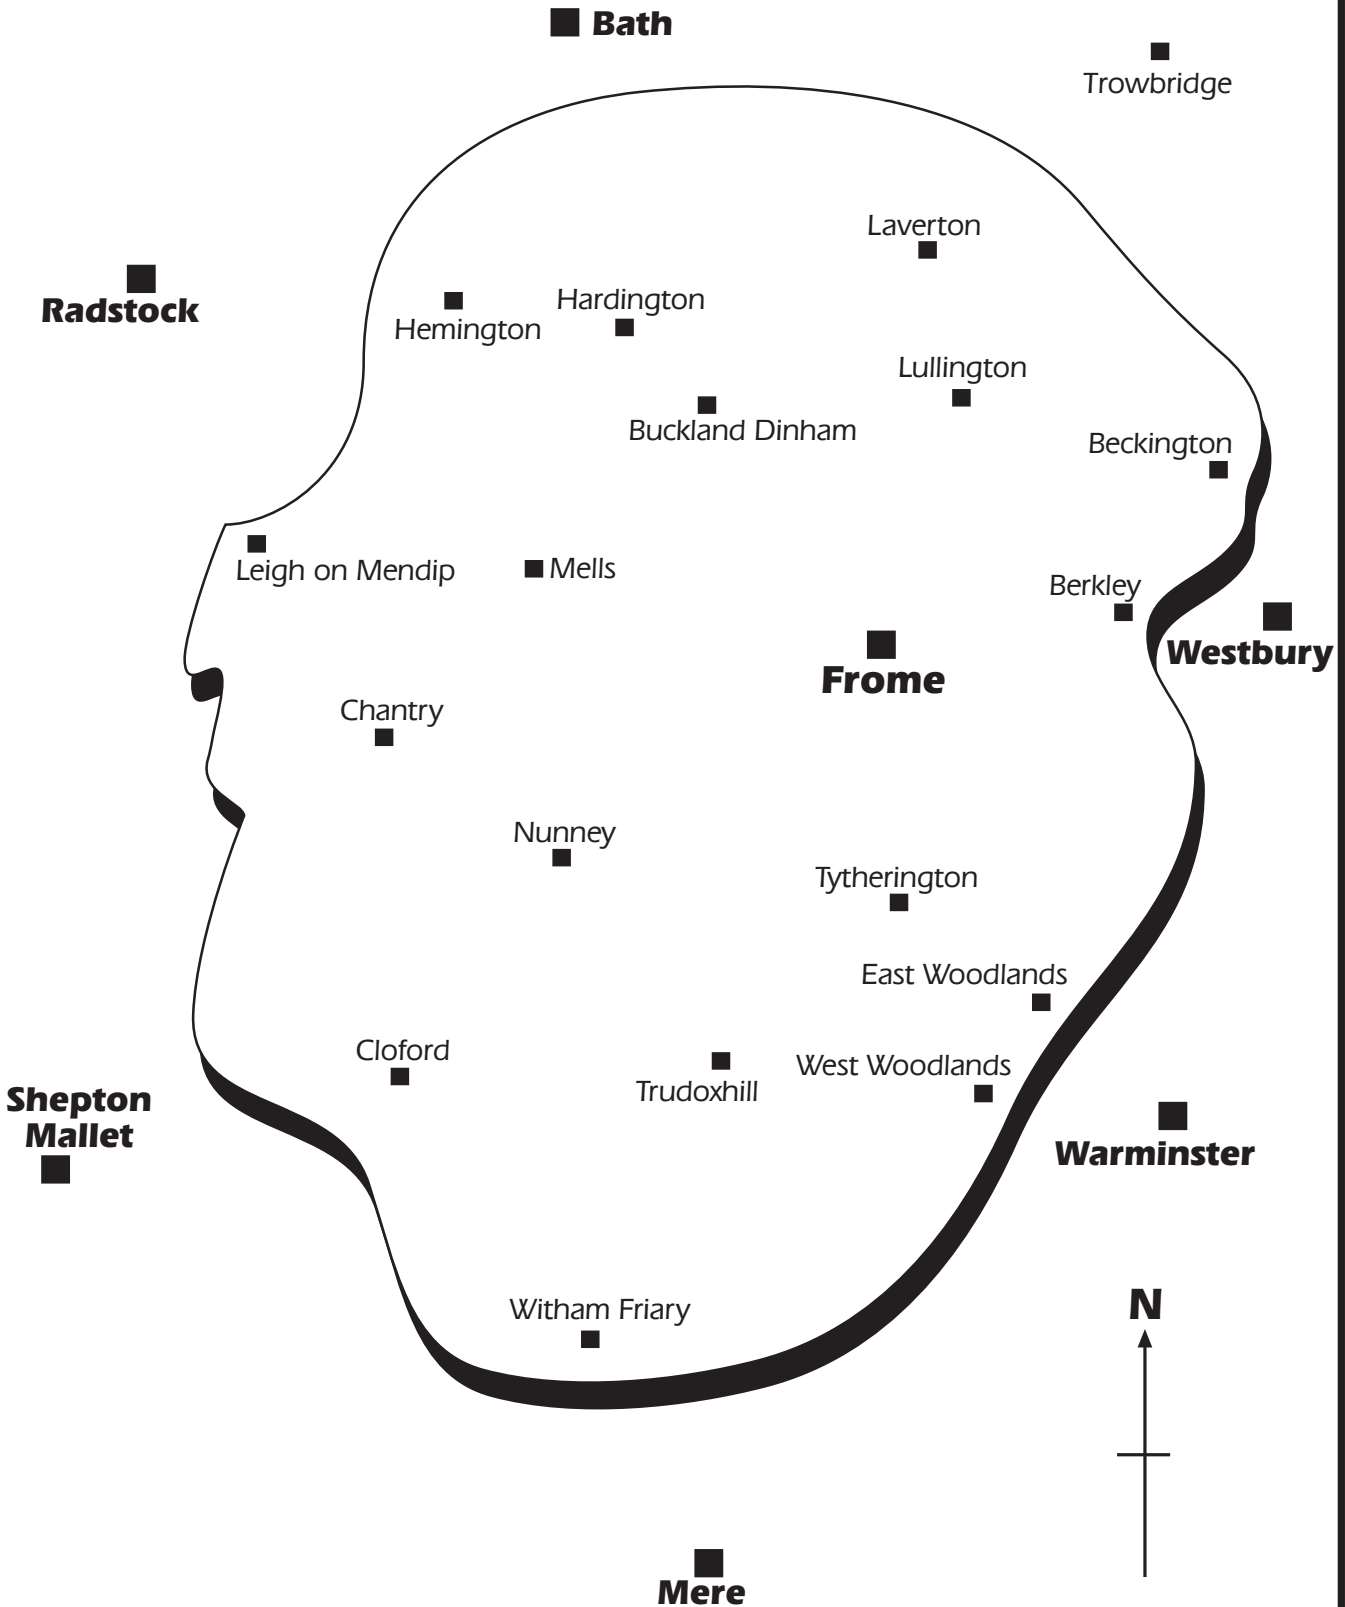 Bath
Trowbridge
Laverton
Radstock
Hemington
Hardington
Lullington
Buckland Dinham
Beckington
Leigh on Mendip
Mells
Berkley
Westbury
Frome
Chantry
Nunney
Tytherington
East Woodlands
Cloford
West Woodlands
Trudoxhill
Shepton
Mallet
Warminster
Witham Friary
N
Mere